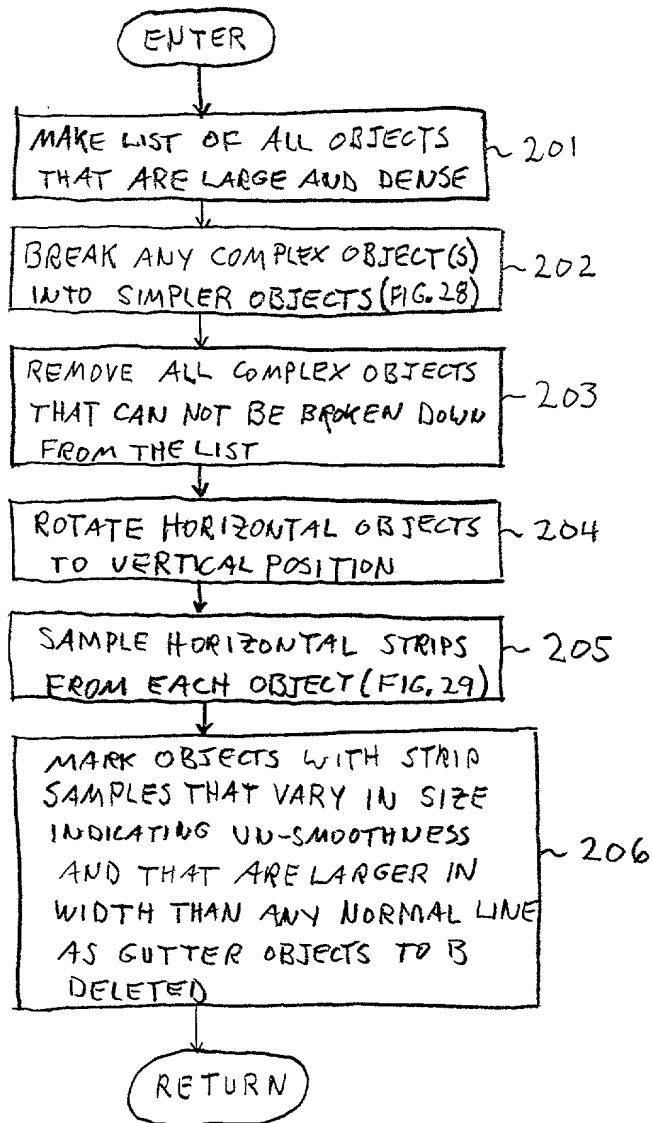 ENTER
MAKE LIST OF ALL OBJECTS
THAT ARE LARGE AND DENSE
201
BREAK ANY COMPLEX OBJECT(S)
INTO SIMPLER OBJECTS (FIG. 28)
202
REMOVE ALL COMPLEX OBJECTS
THAT CAN NOT BE BROKEN DOWN
FROM THE LIST
203
ROTATE HORIZONTAL OBJECTS
TO VERTICAL POSITION
204
SAMPLE HORIZONTAL STRIPS
FROM EACH OBJECT (FIG. 29)
205
MARK OBJECTS WITH STRIP
SAMPLES THAT VARY IN SIZE
INDICATING UN-SMOOTHNESS
AND THAT ARE LARGER IN
WIDTH THAN ANY NORMAL LINE
AS GUTTER OBJECTS TO B
DELETED
206
RETURN